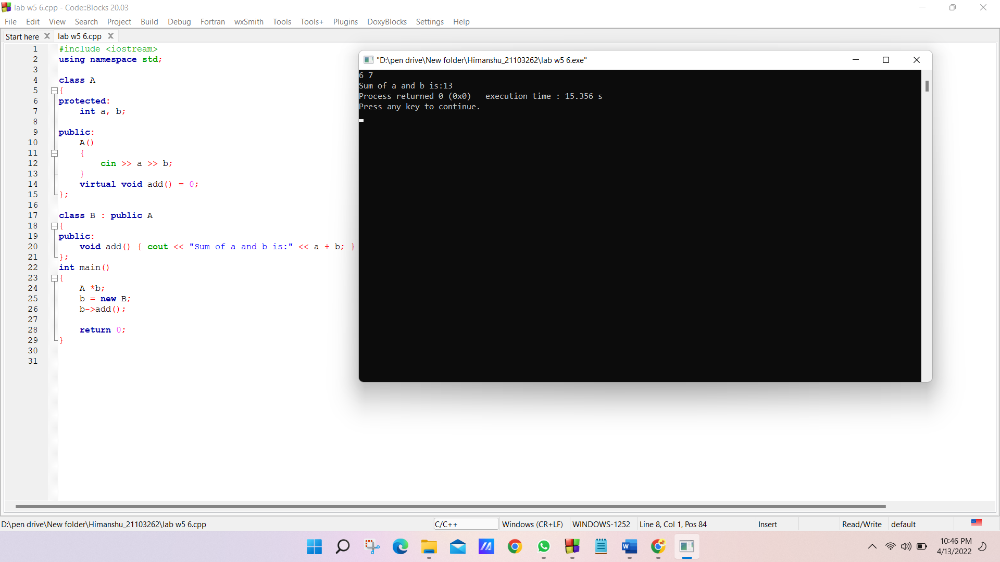 lab w5 6.cpp - Code::Blocks 20.03
File Edit View Search Project Build Debug Fortran wxSmith Tools Tools+ Plugins DoxyBlocks Settings Help
Start here X lab w5 6.cpp X
1 #include <iostream>
2 using namespace std;
3
4 class A
5 {
6 protected:
7     int a, b;
8
9 public:
10     A()
11     {
12         cin >> a >> b;
13     }
14     virtual void add() = 0;
15 };
16
17 class B : public A
18 {
19 public:
20     void add() { cout << "Sum of a and b is:" << a + b; }
21 };
22 int main()
23 {
24     A *b;
25     b = new B;
26     b->add();
27
28     return 0;
29 }
30
31
"D:\pen drive\New folder\Himanshu_21103262\lab w5 6.exe"
6 7
Sum of a and b is:13
Process returned 0 (0x0)   execution time : 15.356 s
Press any key to continue.
D:\pen drive\New folder\Himanshu_21103262\lab w5 6.cpp C/C++ Windows (CR+LF) WINDOWS-1252 Line 8, Col 1, Pos 84 Insert Read/Write default
10:46 PM
4/13/2022